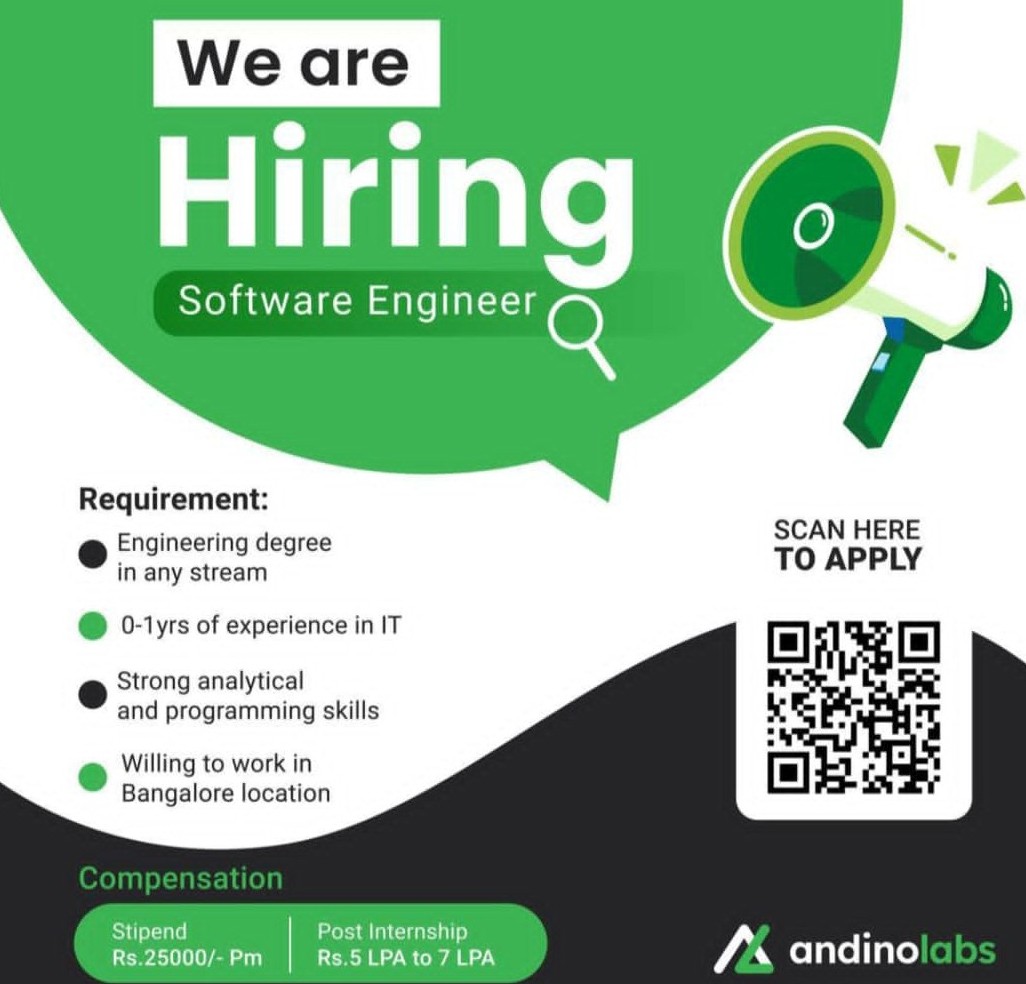 We are
Hiring
Software Engineer
Requirement:
Engineering degree
in any stream
0-1yrs of experience in IT
Strong analytical
and programming skills
Willing to work in
Bangalore location
SCAN HERE
TO APPLY
Compensation
Stipend
Rs.25000/- Pm
Post Internship
Rs.5 LPA to 7 LPA
andinolabs